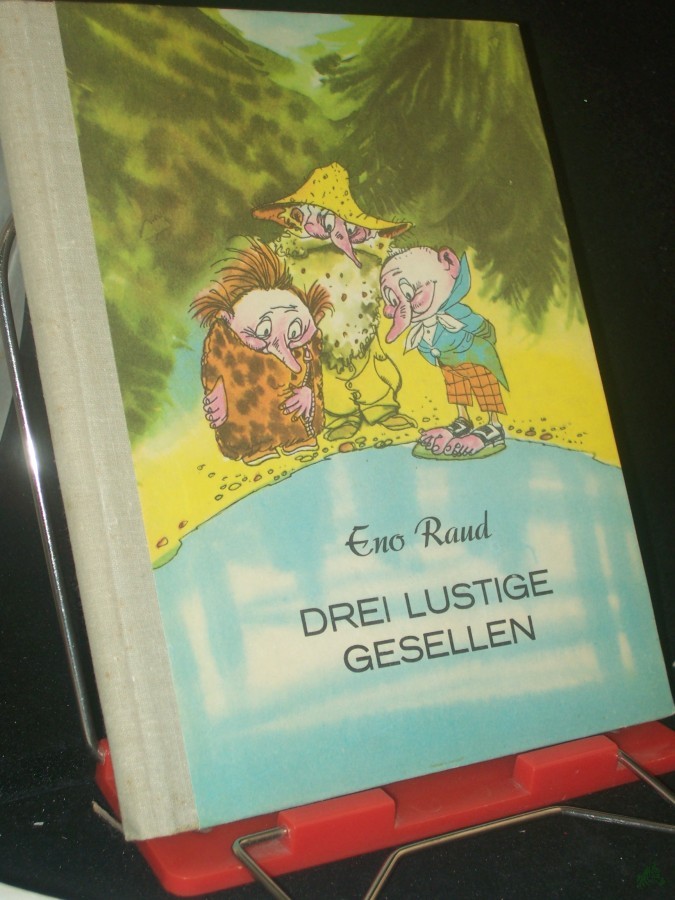 Eno Raud
DREI LUSTIGE
GESELLEN